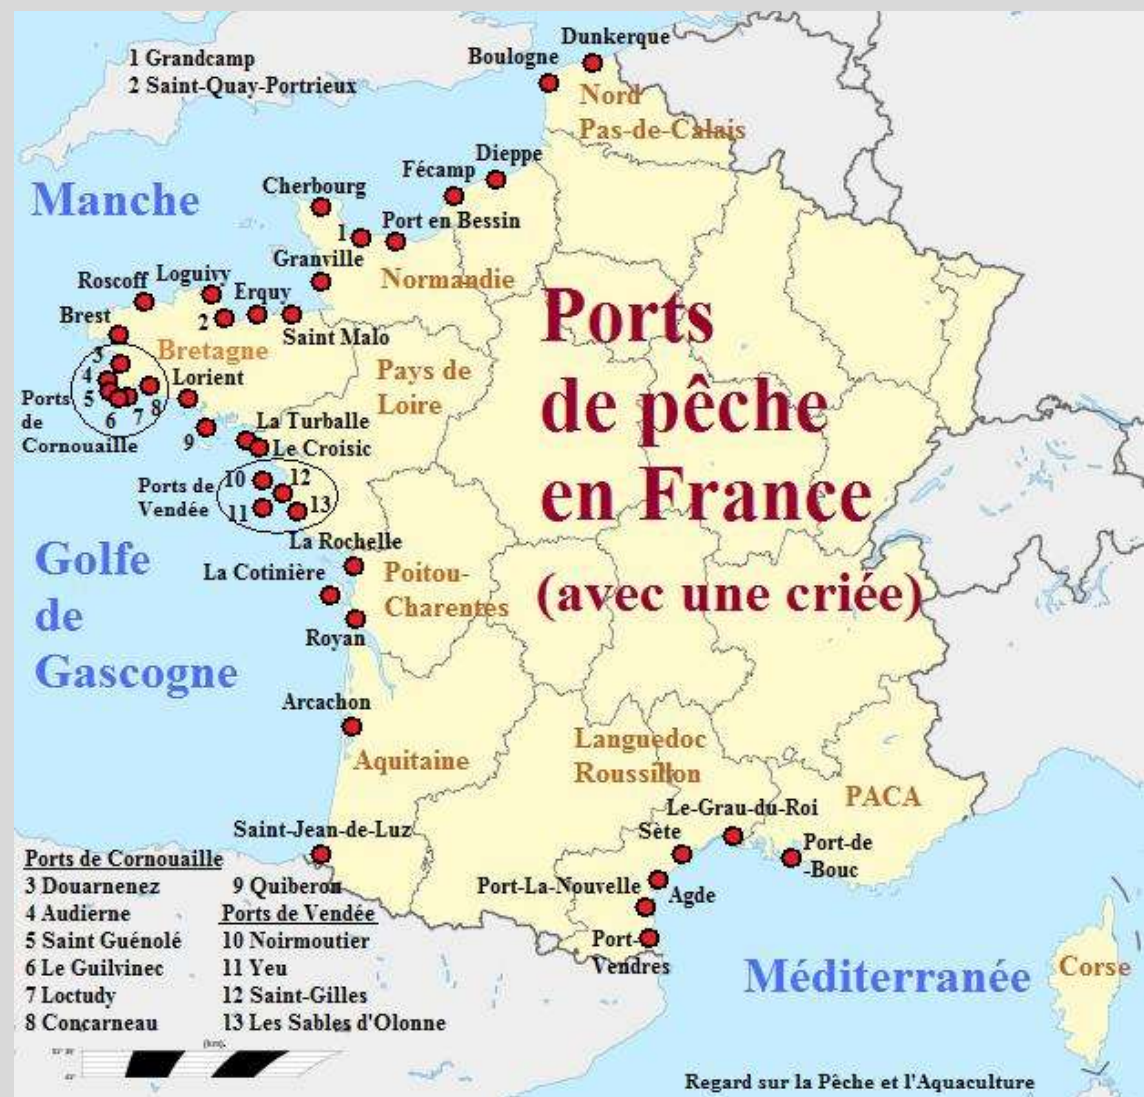 1 Grandcamp
2 Saint-Quay-Portrieux
Boulogne
Dunkerque
Nord
Pas-de-Calais
Manche
Cherbourg
Fécamp
Dieppe
1
Port en Bessin
Granville
Normandie
Roscoff
Loguivy
Erquy
Brest
2
Saint Malo
Bretagne
3
4
5
6
7
8
Lorient
Ports
de
Cornouaille
9
Pays de
Loire
La Turballe
Le Croisic
Ports de
Vendée
10
11
12
13
Ports
de pêche
en France
(avec une criée)
Golfe
de
Gascogne
La Rochelle
La Cotinière
Royan
Poitou-
Charentes
Arcachon
Aquitaine
Languedoc
Roussillon
PACA
Saint-Jean-de-Luz
Le-Grau-du-Roi
Sète
Port-de
-Bouc
Port-La-Nouvelle
Agde
Port-
Vendres
Méditerranée
Corse
Ports de Cornouaille
3 Douarnenez
4 Audierne
5 Saint Guénolé
6 Le Guilvinec
7 Loctudy
8 Concarneau
9 Quiberon
Ports de Vendée
10 Noirmoutier
11 Yeu
12 Saint-Gilles
13 Les Sables d'Olonne
(km)
Regard sur la Pêche et l'Aquaculture